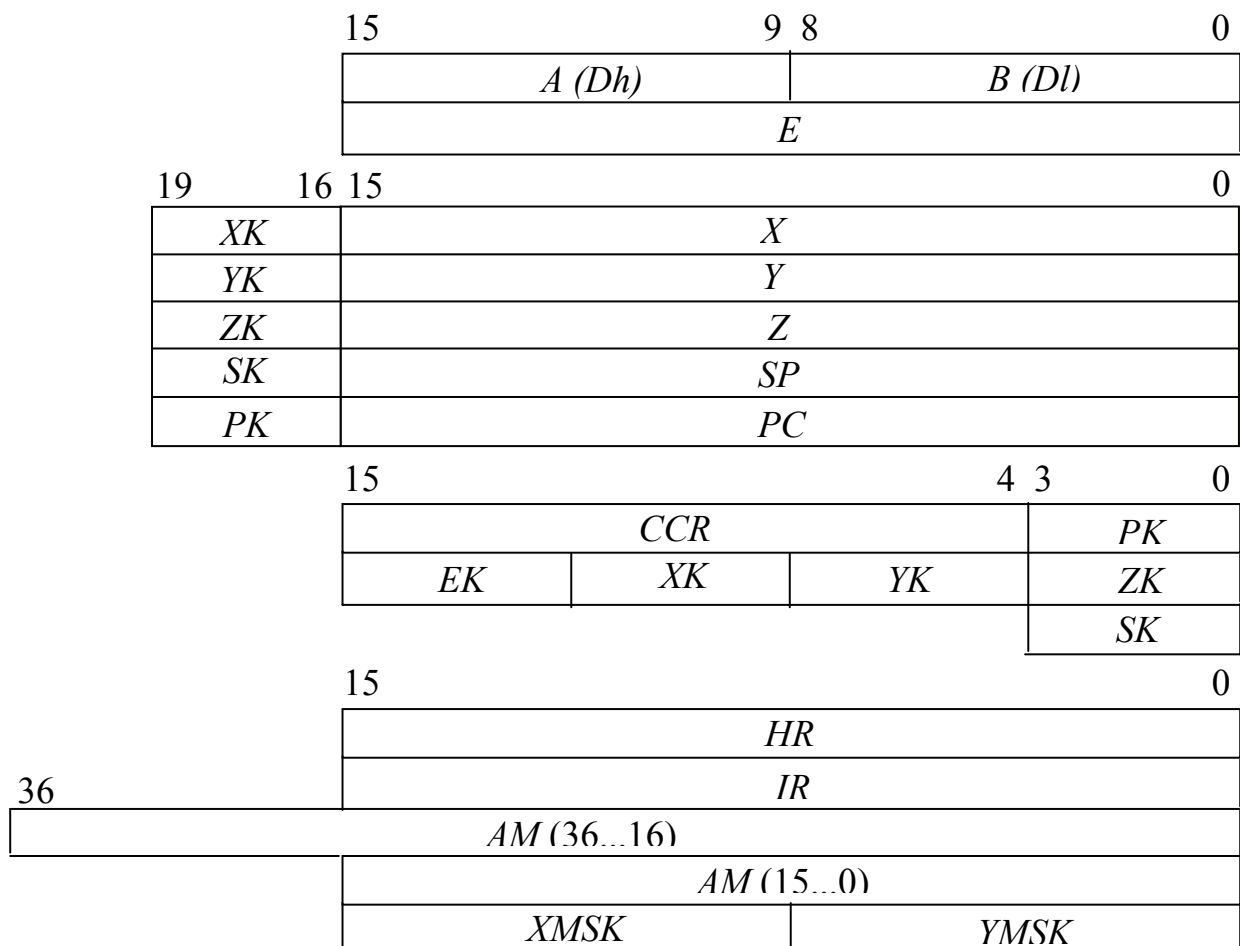 15 9 8 0
A (Dh) B (Dl)
E
19 16 15 0
XK X
YK Y
ZK Z
SK SP
PK PC
15 4 3 0
CCR PK
EK XK YK ZK
SK
15 0
HR
36 IR
AM (36...16)
AM (15...0)
XMSK YMSK